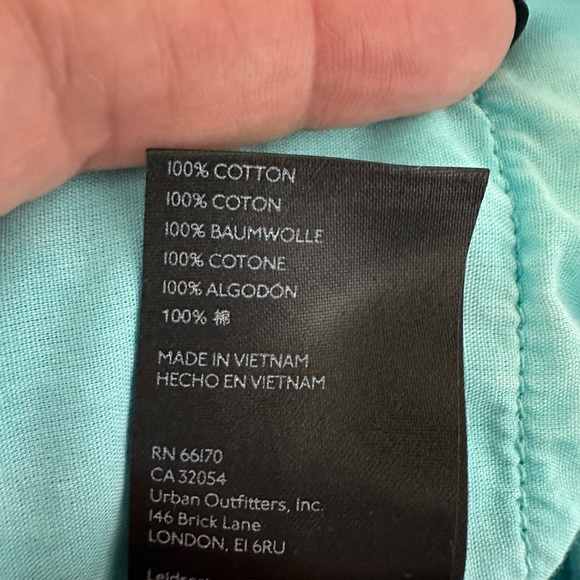 100% COTTON
100% COTON
100% BAUMWOLLE
100% COTONE
100% ALGODÓN
100% 棉
MADE IN VIETNAM
HECHO EN VIETNAM
RN 66170
CA 32054
Urban Outfitters, Inc.
146 Brick Lane
LONDON, E1 6RU